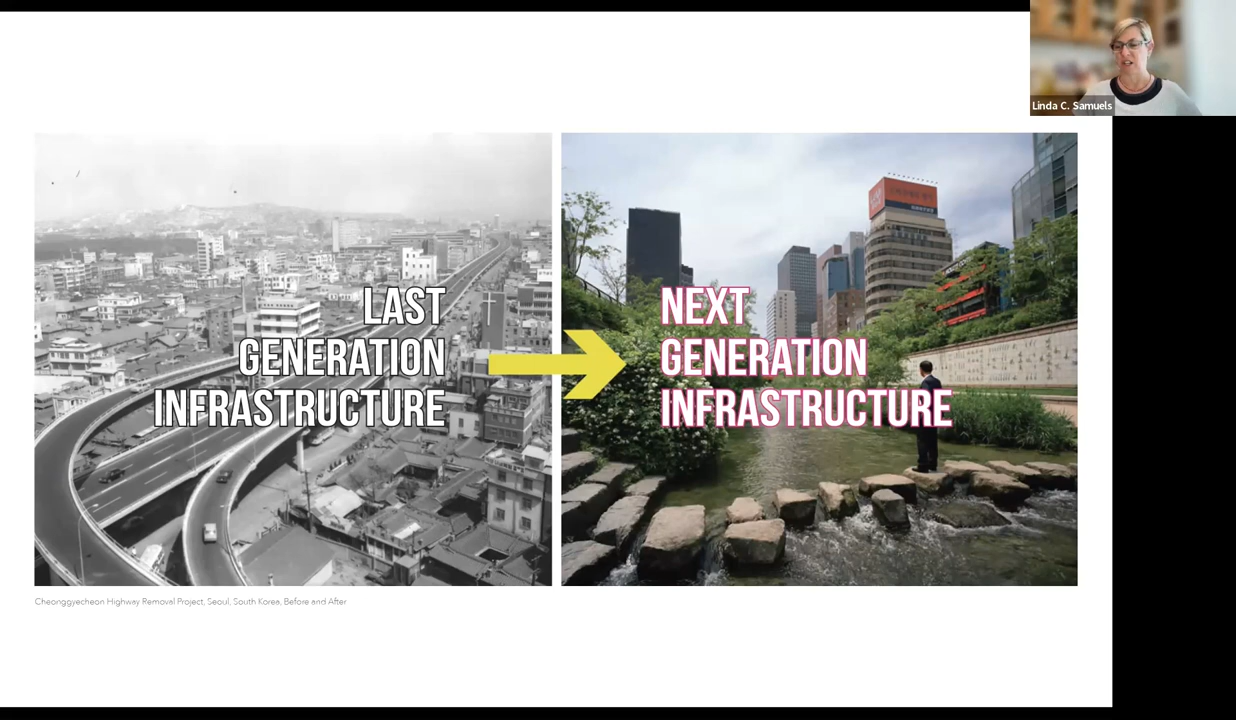 Linda C. Samuels
LAST
GENERATION
INFRASTRUCTURE
NEXT
GENERATION
INFRASTRUCTURE
Cheonggyecheon Highway Removal Project, Seoul, South Korea, Before and After